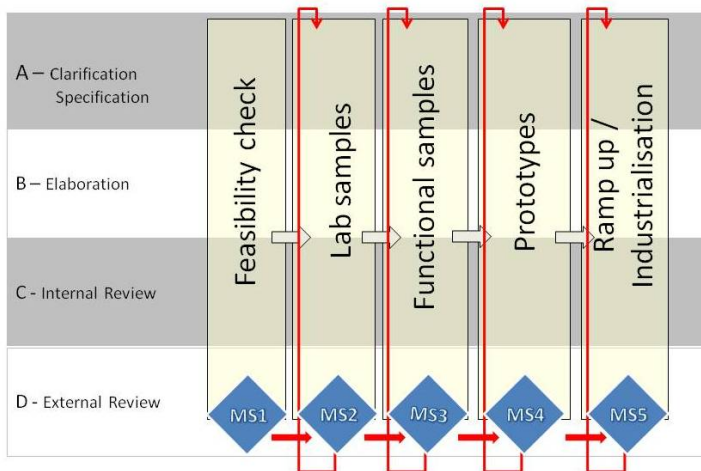 A – Clarification
Specification
B – Elaboration
C - Internal Review
D - External Review
Feasibility check
Lab samples
Functional samples
Prototypes
Ramp up /
Industrialisation
MS1
MS2
MS3
MS4
MS5